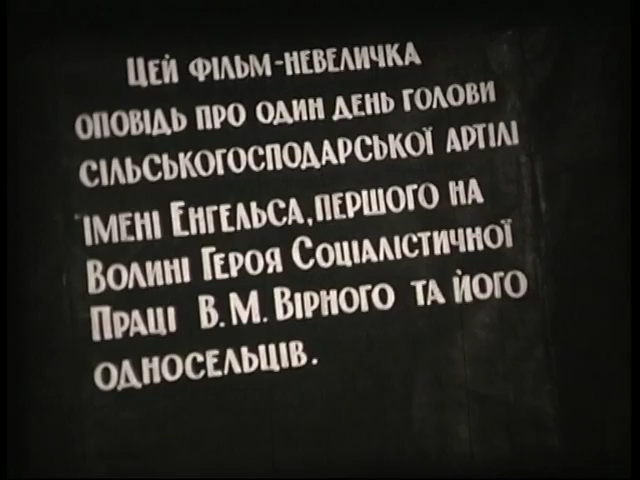 Цей фільм-невеличка
оповідь про один день голови
сільськогосподарської артілі
імені Енгельса, першого на
Волині Героя Соціалістичної
Праці В. М. Вірного та його
односельців.